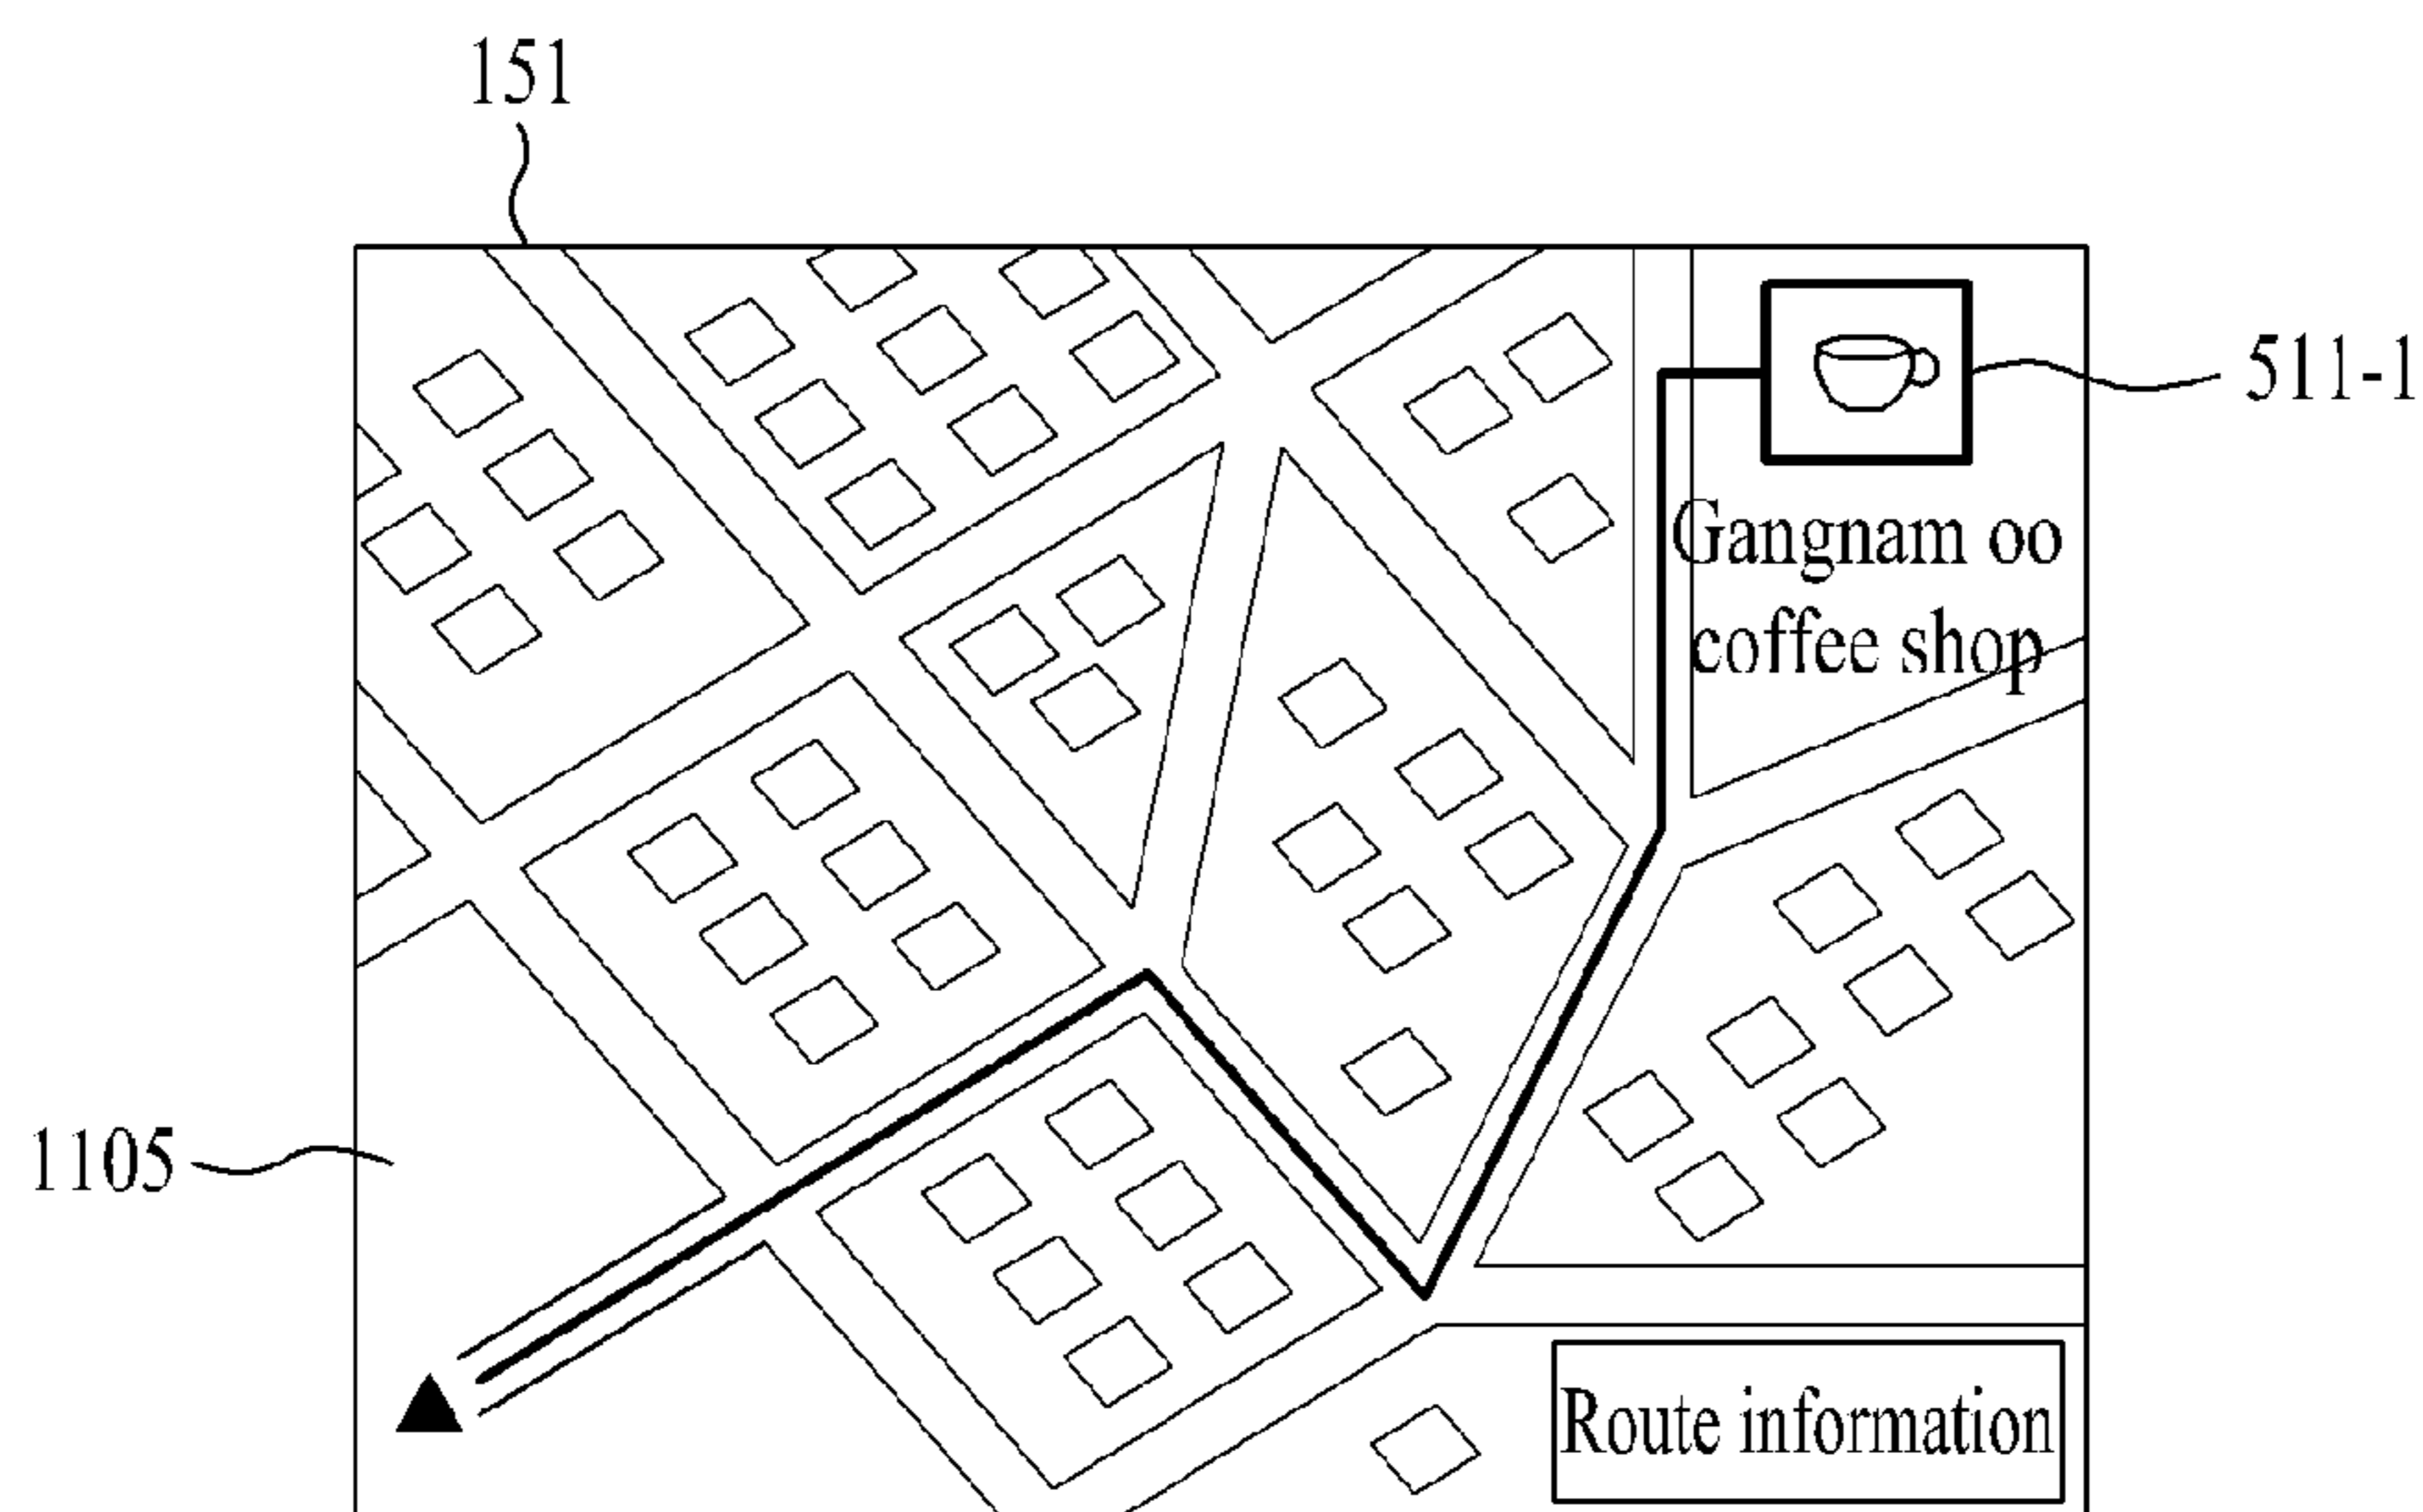 151
511-1
Gangnam oo
coffee shop
1105
Route information